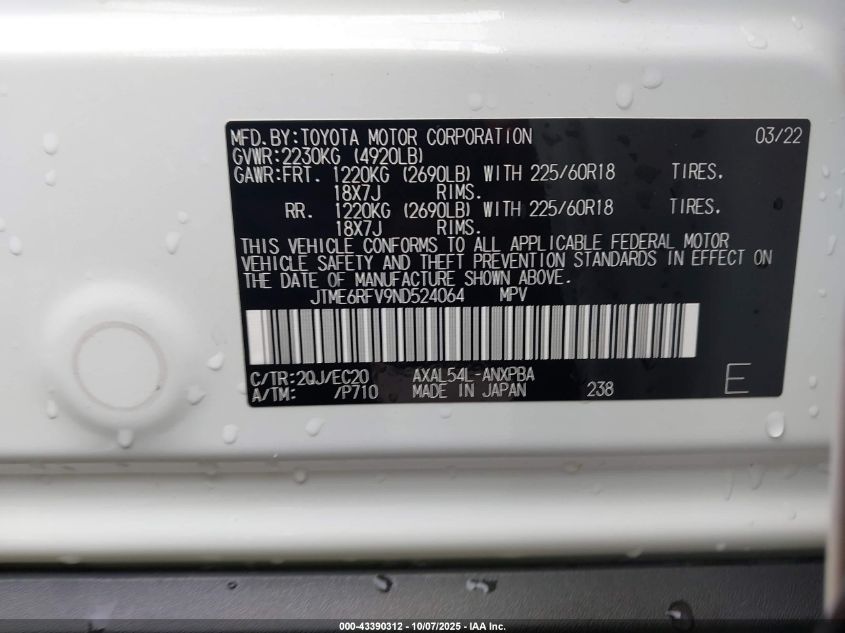 MFD.BY:TOYOTA MOTOR CORPORATION 03/22
GVWR:2230KG (4920LB)
GAWR:FRT. 1220KG (2690LB) WITH 225/60R18 TIRES,
18X7J RIMS.
RR. 1220KG (2690LB) WITH 225/60R18 TIRES,
18X7J RIMS.
THIS VEHICLE CONFORMS TO ALL APPLICABLE FEDERAL MOTOR
VEHICLE SAFETY AND THEFT PREVENTION STANDARDS IN EFFECT ON
THE DATE OF MANUFACTURE SHOWN ABOVE.
JTME6RFV9ND524064 MPV
C/TR:2QJ/EC20 AXAL54L-ANXPBA
A/TM: /P710 MADE IN JAPAN 238 E
000-43390312 - 10/07/2025 - IAA Inc.